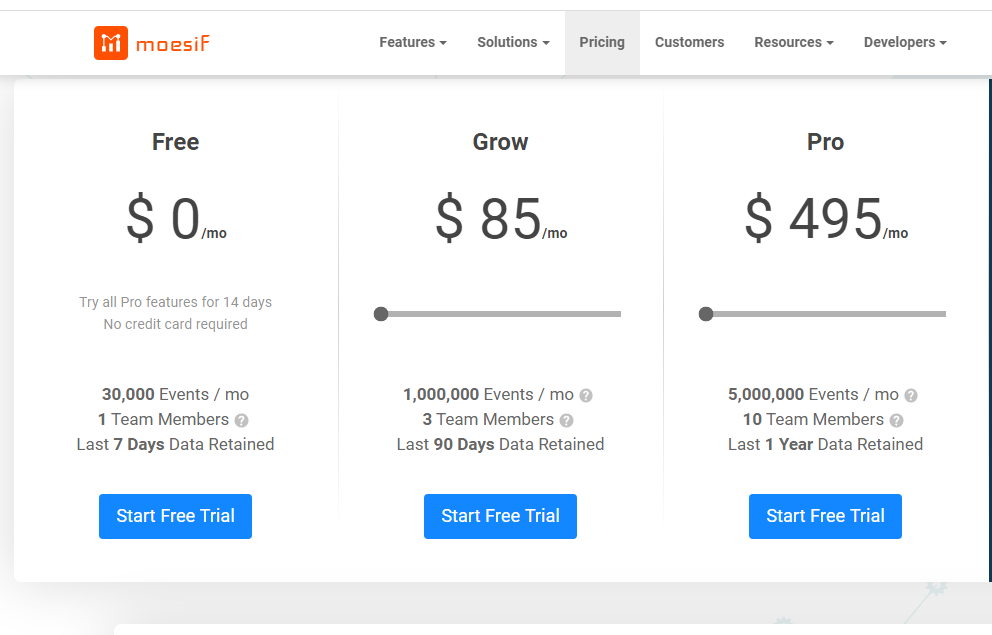 moesif
Features Solutions Pricing Customers Resources Developers
Free
$ 0/mo
Try all Pro features for 14 days
No credit card required
30,000 Events / mo
1 Team Members ?
Last 7 Days Data Retained
Start Free Trial
Grow
$ 85/mo
1,000,000 Events / mo ?
3 Team Members ?
Last 90 Days Data Retained
Start Free Trial
Pro
$ 495/mo
5,000,000 Events / mo ?
10 Team Members ?
Last 1 Year Data Retained
Start Free Trial